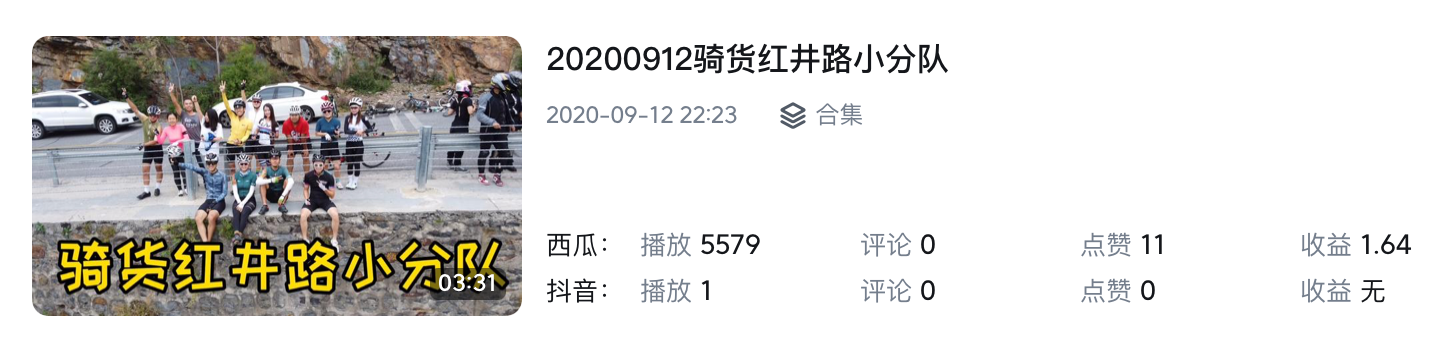 骑货红井路小分队
03:31
20200912骑货红井路小分队
2020-09-12 22:23 合集
西瓜： 播放 5579 评论 0 点赞 11 收益 1.64
抖音： 播放 1 评论 0 点赞 0 收益 无